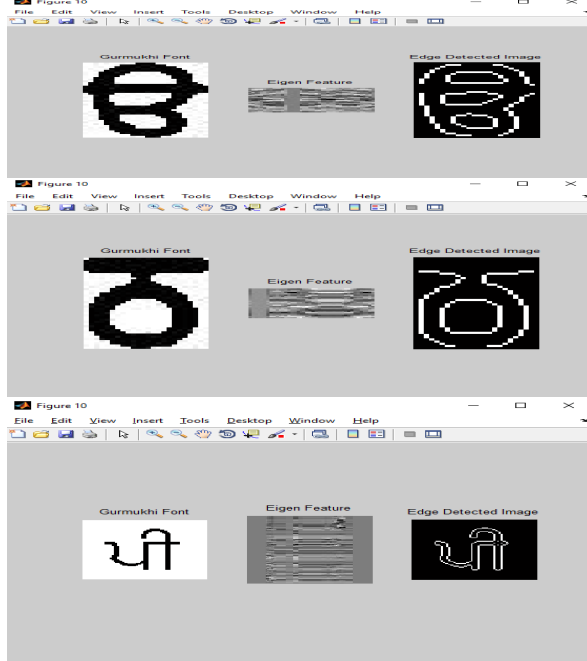 Figure 10
File Edit View Insert Tools Desktop Window Help
Gurmukhi Font Eigen Feature Edge Detected Image
ੳ ੳ
Figure 10
File Edit View Insert Tools Desktop Window Help
Gurmukhi Font Eigen Feature Edge Detected Image
ਠ ਠ
Figure 10
File Edit View Insert Tools Desktop Window Help
Gurmukhi Font Eigen Feature Edge Detected Image
ਪੀ ਪੀ